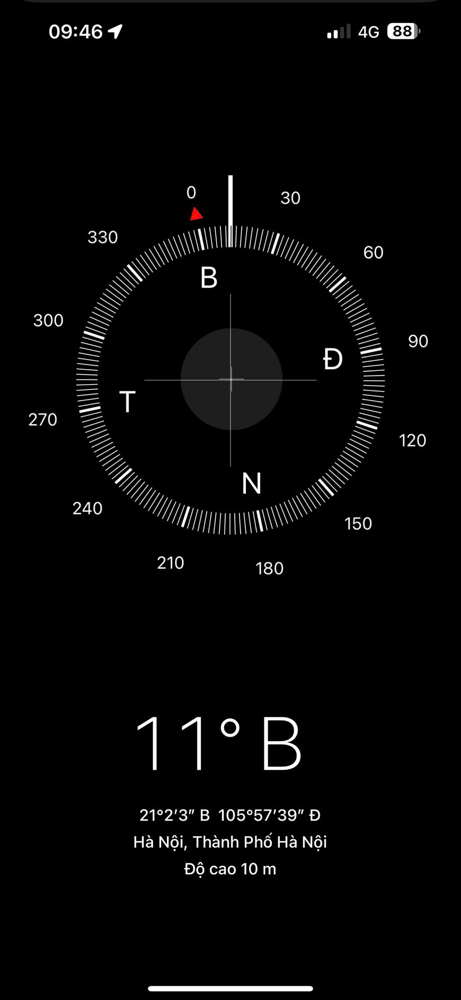 09:46 4G 88
0
30
330
60
B
300
90
Đ
T
270
120
N
240
150
210
180
11° B
21°2′3″ B 105°57′39″ Đ
Hà Nội, Thành Phố Hà Nội
Độ cao 10 m